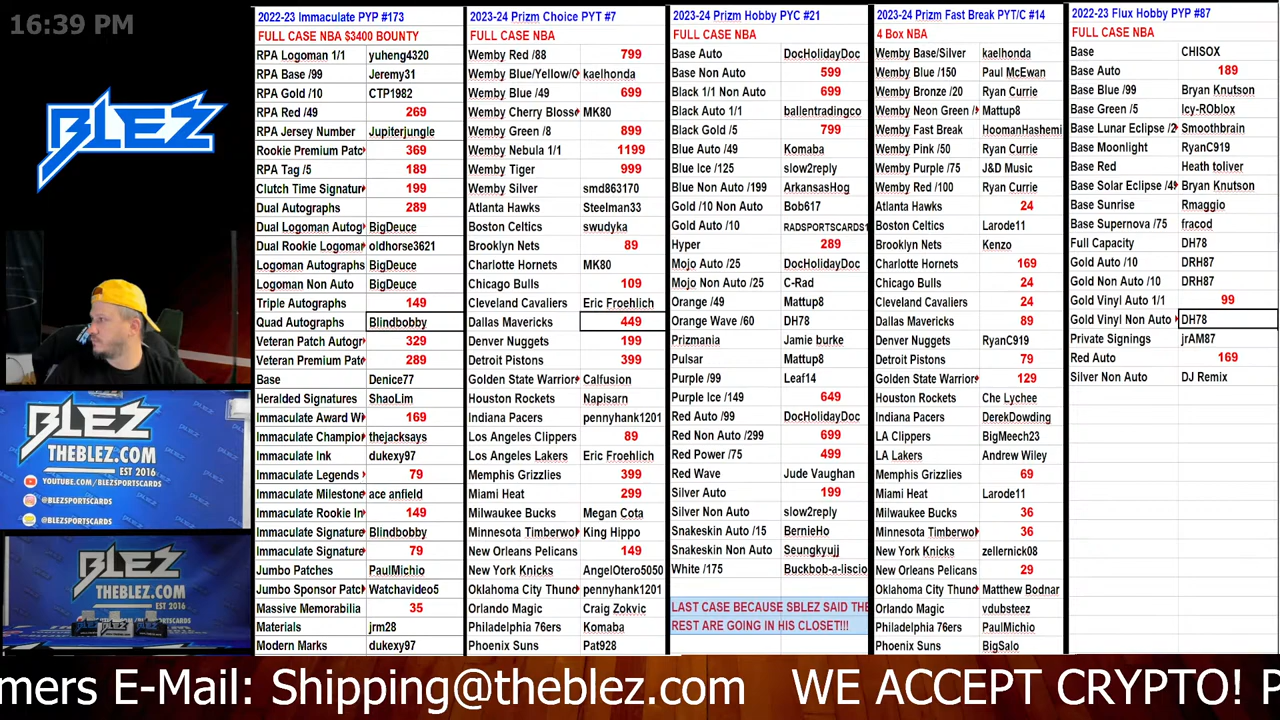 16:39 PM
BLEZ
BLEZ
THEBLEZ.COM
EST 2016
YOUTUBE.COM/BLEZSPORTSCARDS
@BLEZSPORTSCARDS
@BLEZSPORTSCARDS
BLEZ
THEBLEZ.COM
EST 2016
2022-23 Immaculate PYP #173
FULL CASE NBA $3400 BOUNTY
RPA Logoman 1/1 yuheng4320
RPA Base /99 Jeremy31
RPA Gold /10 CTP1982
RPA Red /49 269
RPA Jersey Number Jupiterjungle
Rookie Premium Patc 369
RPA Tag /5 189
Clutch Time Signatur 199
Dual Autographs 289
Dual Logoman Autog BigDeuce
Dual Rookie Logomar oldhorse3621
Logoman Autographs BigDeuce
Logoman Non Auto BigDeuce
Triple Autographs 149
Quad Autographs Blindbobby
Veteran Patch Autogr 329
Veteran Premium Pat 289
Base Denice77
Heralded Signatures ShaoLim
Immaculate Award W 169
Immaculate Champio thejacksays
Immaculate Ink dukexy97
Immaculate Legends 79
Immaculate Milestone ace anfield
Immaculate Rookie In 149
Immaculate Signature Blindbobby
Immaculate Signature 79
Jumbo Patches PaulMichio
Jumbo Sponsor Patc Watchavideo5
Massive Memorabilia 35
Materials jrm28
Modern Marks dukexy97
2023-24 Prizm Choice PYT #7
FULL CASE NBA
Wemby Red /88 799
Wemby Blue/Yellow/G kaelhonda
Wemby Blue /49 699
Wemby Cherry Bloss MK80
Wemby Green /8 899
Wemby Nebula 1/1 1199
Wemby Tiger 999
Wemby Silver smd863170
Atlanta Hawks Steelman33
Boston Celtics swudyka
Brooklyn Nets 89
Charlotte Hornets MK80
Chicago Bulls 109
Cleveland Cavaliers Eric Froehlich
Dallas Mavericks 449
Denver Nuggets 199
Detroit Pistons 399
Golden State Warrior Calfusion
Houston Rockets Napisarn
Indiana Pacers pennyhank1201
Los Angeles Clippers 89
Los Angeles Lakers Eric Froehlich
Memphis Grizzlies 399
Miami Heat 299
Milwaukee Bucks Megan Cota
Minnesota Timberwo King Hippo
New Orleans Pelicans 149
New York Knicks AngelOtero5050
Oklahoma City Thun pennyhank1201
Orlando Magic Craig Zokvic
Philadelphia 76ers Komaba
Phoenix Suns Pat928
2023-24 Prizm Hobby PYC #21
FULL CASE NBA
Base Auto DocHolidayDoc
Base Non Auto 599
Black 1/1 Non Auto 699
Black Auto 1/1 ballentradingco
Black Gold /5 799
Blue Auto /49 Komaba
Blue Ice /125 slow2reply
Blue Non Auto /199 ArkansasHog
Gold /10 Non Auto Bob617
Gold Auto /10 RADSPORTSCARDS1
Hyper 289
Mojo Auto /25 DocHolidayDoc
Mojo Non Auto /25 C-Rad
Orange /49 Mattup8
Orange Wave /60 DH78
Prizmania Jamie burke
Pulsar Mattup8
Purple /99 Leaf14
Purple Ice /149 649
Red Auto /99 DocHolidayDoc
Red Non Auto /299 699
Red Power /75 499
Red Wave Jude Vaughan
Silver Auto 199
Silver Non Auto slow2reply
Snakeskin Auto /15 BernieHo
Snakeskin Non Auto Seungkyujj
White /175 Buckbob-a-liscio
LAST CASE BECAUSE SBLEZ SAID THE
REST ARE GOING IN HIS CLOSET!!!
2023-24 Prizm Fast Break PYT/C #14
4 Box NBA
Wemby Base/Silver kaelhonda
Wemby Blue /150 Paul McEwan
Wemby Bronze /20 Ryan Currie
Wemby Neon Green / Mattup8
Wemby Fast Break HoomanHashemi
Wemby Pink /50 Ryan Currie
Wemby Purple /75 J&D Music
Wemby Red /100 Ryan Currie
Atlanta Hawks 24
Boston Celtics Larode11
Brooklyn Nets Kenzo
Charlotte Hornets 169
Chicago Bulls 24
Cleveland Cavaliers 24
Dallas Mavericks 89
Denver Nuggets RyanC919
Detroit Pistons 79
Golden State Warrior 129
Houston Rockets Che Lychee
Indiana Pacers DerekDowding
LA Clippers BigMeech23
LA Lakers Andrew Wiley
Memphis Grizzlies 69
Miami Heat Larode11
Milwaukee Bucks 36
Minnesota Timberwo 36
New York Knicks zellernick08
New Orleans Pelicans 29
Oklahoma City Thun Matthew Bodnar
Orlando Magic vdubsteez
Philadelphia 76ers PaulMichio
Phoenix Suns BigSalo
2022-23 Flux Hobby PYP #87
FULL CASE NBA
Base CHISOX
Base Auto 189
Base Blue /99 Bryan Knutson
Base Green /5 Icy-ROblox
Base Lunar Eclipse /2 Smoothbrain
Base Moonlight RyanC919
Base Red Heath toliver
Base Solar Eclipse /4 Bryan Knutson
Base Sunrise Rmaggio
Base Supernova /75 fracod
Full Capacity DH78
Gold Auto /10 DRH87
Gold Non Auto /10 DRH87
Gold Vinyl Auto 1/1 99
Gold Vinyl Non Auto DH78
Private Signings jrAM87
Red Auto 169
Silver Non Auto DJ Remix
mers E-Mail: Shipping@theblez.com WE ACCEPT CRYPTO! P